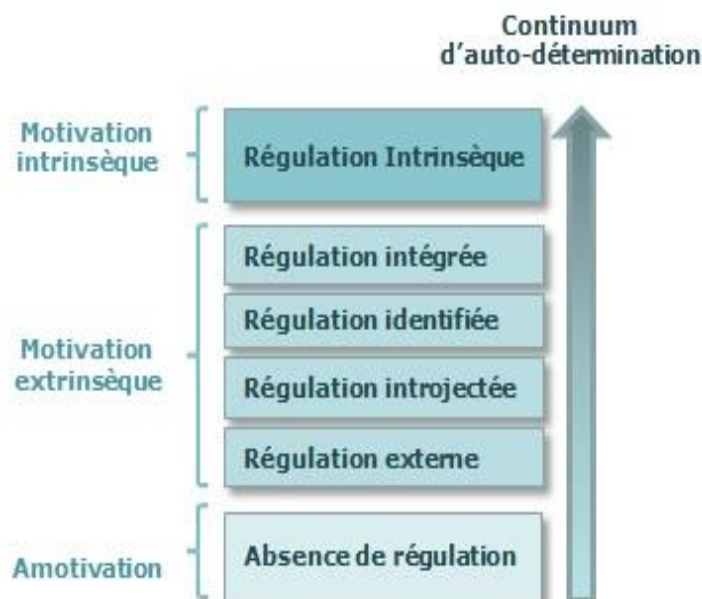 Continuum
d'auto-détermination
Motivation
intrinsèque
Régulation Intrinsèque
Régulation intégrée
Régulation identifiée
Motivation
extrinsèque
Régulation introjectée
Régulation externe
Amotivation
Absence de régulation